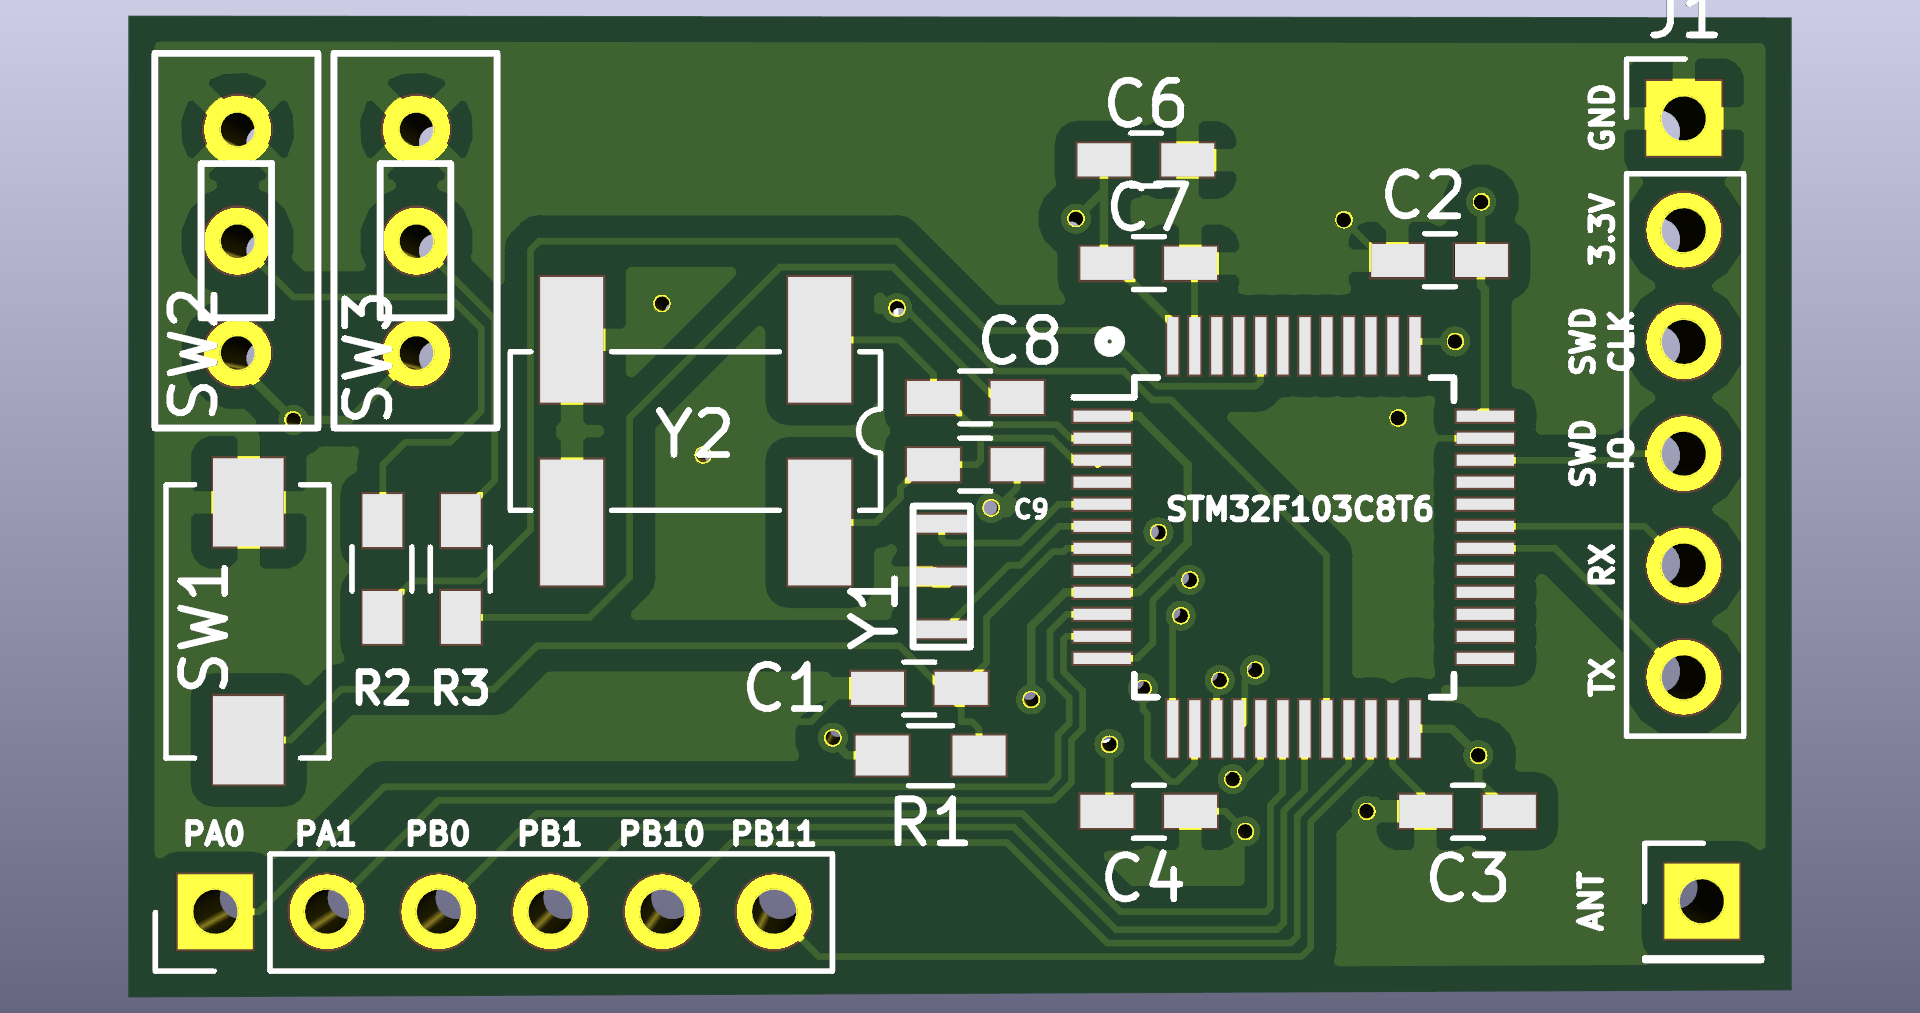 J1
GND
3.3V
SWD
CLK
SWD
IO
RX
TX
C6
C7
C2
C8
C9
SW2
SW3
Y2
STM32F103C8T6
Y1
SW1
R2 R3
C1
R1
C4
C3
PA0 PA1 PB0 PB1 PB10 PB11
ANT